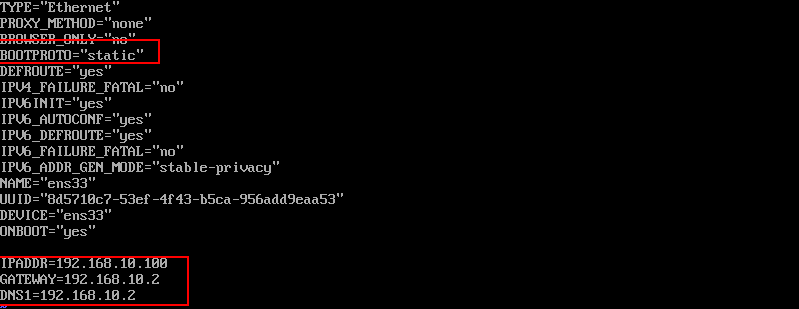 TYPE="Ethernet"
PROXY_METHOD="none"
BROWSER_ONLY="no"
BOOTPROTO="static"
DEFROUTE="yes"
IPV4_FAILURE_FATAL="no"
IPV6INIT="yes"
IPV6_AUTOCONF="yes"
IPV6_DEFROUTE="yes"
IPV6_FAILURE_FATAL="no"
IPV6_ADDR_GEN_MODE="stable-privacy"
NAME="ens33"
UUID="8d5710c7-53ef-4f43-b5ca-956add9eaa53"
DEVICE="ens33"
ONBOOT="yes"
IPADDR=192.168.10.100
GATEWAY=192.168.10.2
DNS1=192.168.10.2
~